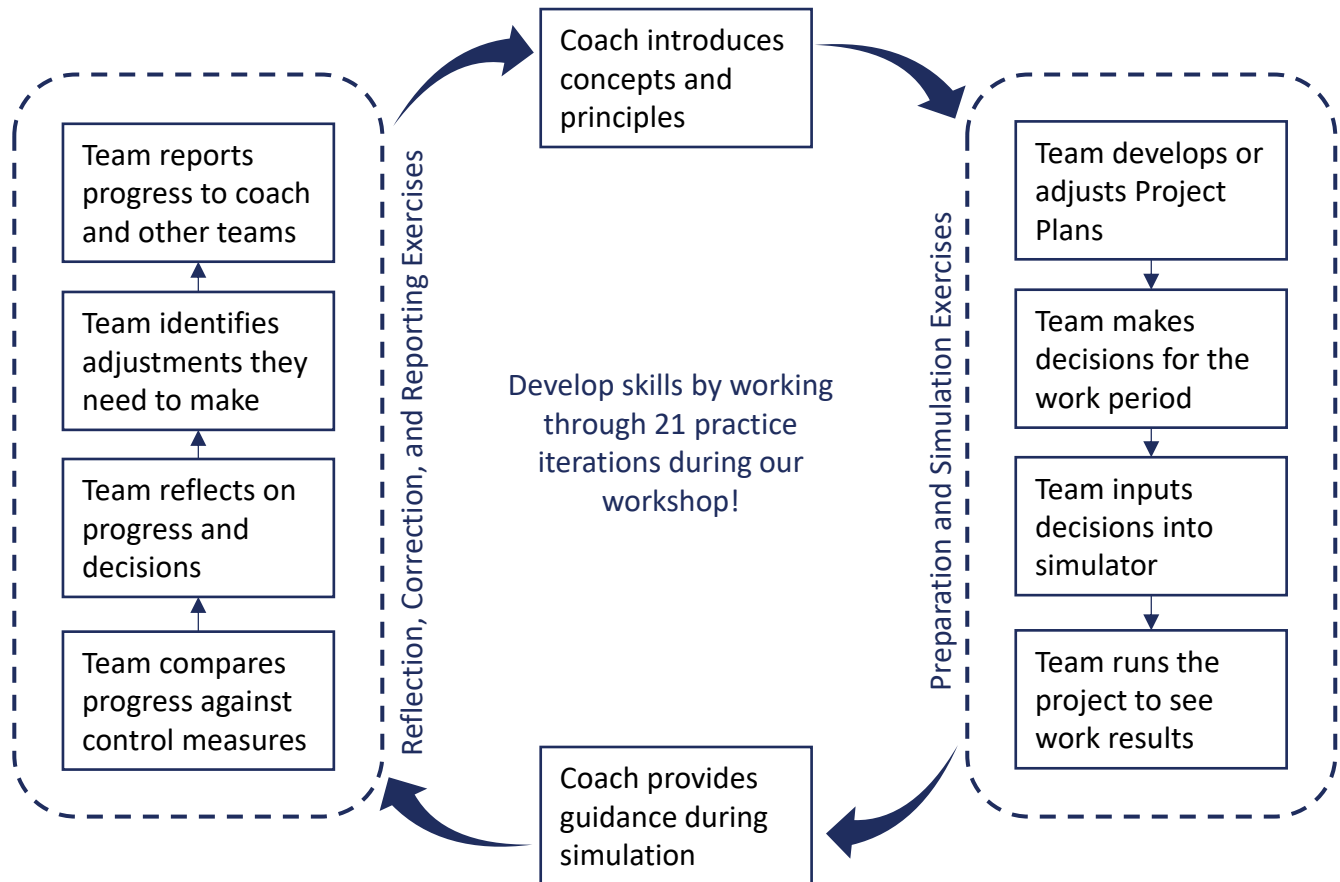 Coach introduces
concepts and
principles
Team reports
progress to coach
and other teams
Team identifies
adjustments they
need to make
Team reflects on
progress and
decisions
Team compares
progress against
control measures
Reflection, Correction, and Reporting Exercises
Develop skills by working
through 21 practice
iterations during our
workshop!
Preparation and Simulation Exercises
Team develops or
adjusts Project
Plans
Team makes
decisions for the
work period
Team inputs
decisions into
simulator
Team runs the
project to see
work results
Coach provides
guidance during
simulation